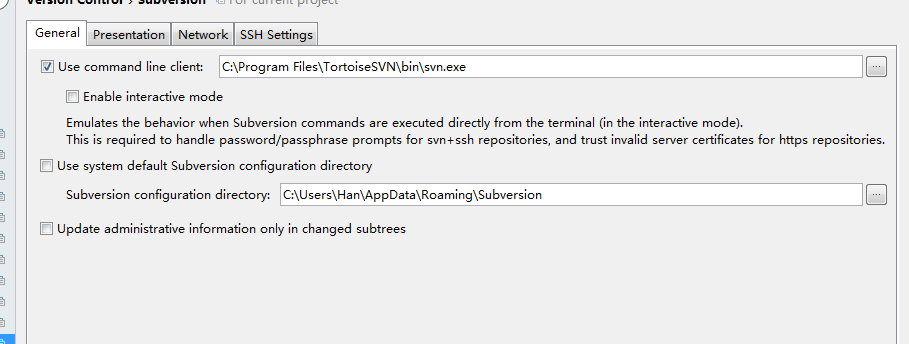 Version Control › Subversion For current project
General Presentation Network SSH Settings
Use command line client: C:\Program Files\TortoiseSVN\bin\svn.exe ...
Enable interactive mode
Emulates the behavior when Subversion commands are executed directly from the terminal (in the interactive mode).
This is required to handle password/passphrase prompts for svn+ssh repositories, and trust invalid server certificates for https repositories.
Use system default Subversion configuration directory
Subversion configuration directory: C:\Users\Han\AppData\Roaming\Subversion ...
Update administrative information only in changed subtrees